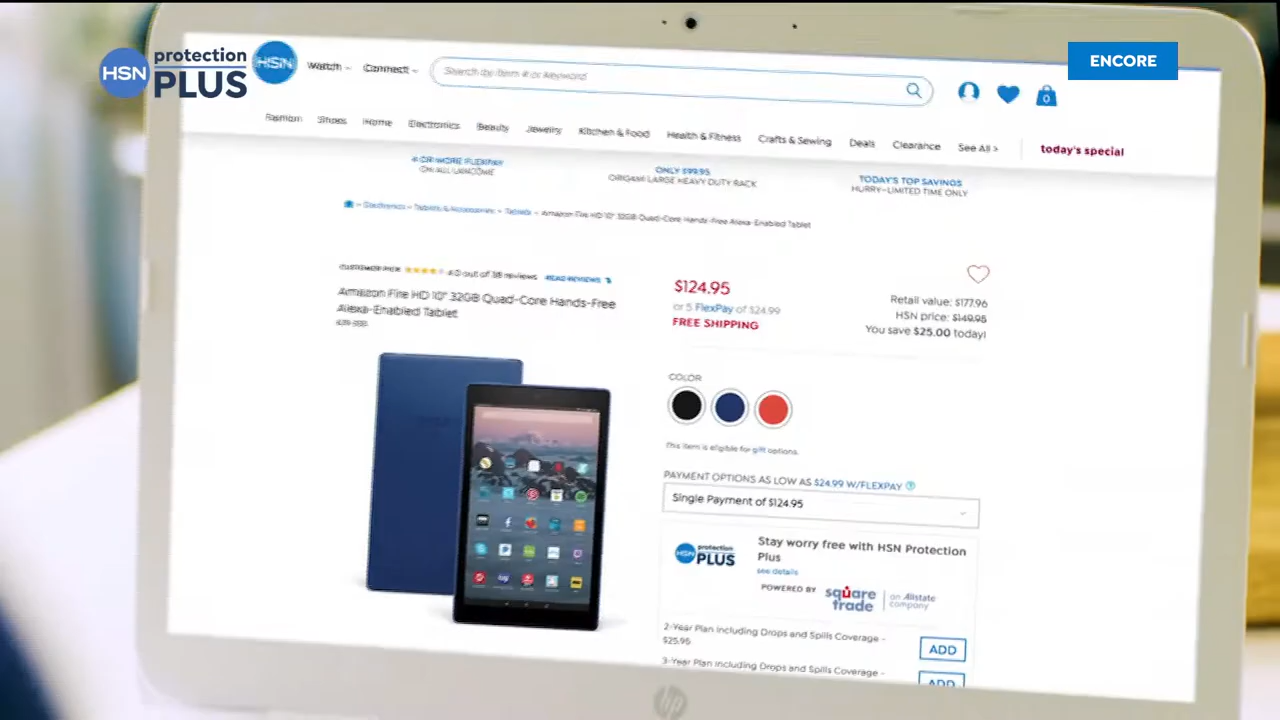 HSN protection PLUS
ENCORE
HSN
Watch
Connect
Search by item # or keyword
0
Fashion Shoes Home Electronics Beauty Jewelry Kitchen & Food Health & Fitness Crafts & Sewing Deals Clearance See All > today's special
4 OR MORE FLEXPAY
ON ALL LANCOME
ONLY $99.95
ORIGAMI LARGE HEAVY DUTY RACK
TODAY'S TOP SAVINGS
HURRY-LIMITED TIME ONLY
Electronics Tablets & Accessories Tablets Amazon Fire HD 10" 32GB Quad-Core Hands-Free Alexa-Enabled Tablet
CUSTOMER PICK 4.0 out of 38 reviews READ REVIEWS
Amazon Fire HD 10" 32GB Quad-Core Hands-Free
Alexa-Enabled Tablet
$124.95
or 5 FlexPay of $24.99
FREE SHIPPING
Retail value: $177.96
HSN price: $149.95
You save $25.00 today!
COLOR
This item is eligible for gift options.
PAYMENT OPTIONS AS LOW AS $24.99 W/FLEXPAY
Single Payment of $124.95
HSN protection PLUS
Stay worry free with HSN Protection
Plus
see details
POWERED BY square trade an Allstate company
2-Year Plan Including Drops and Spills Coverage -
$25.95
ADD
3-Year Plan Including Drops and Spills Coverage -
ADD
hp